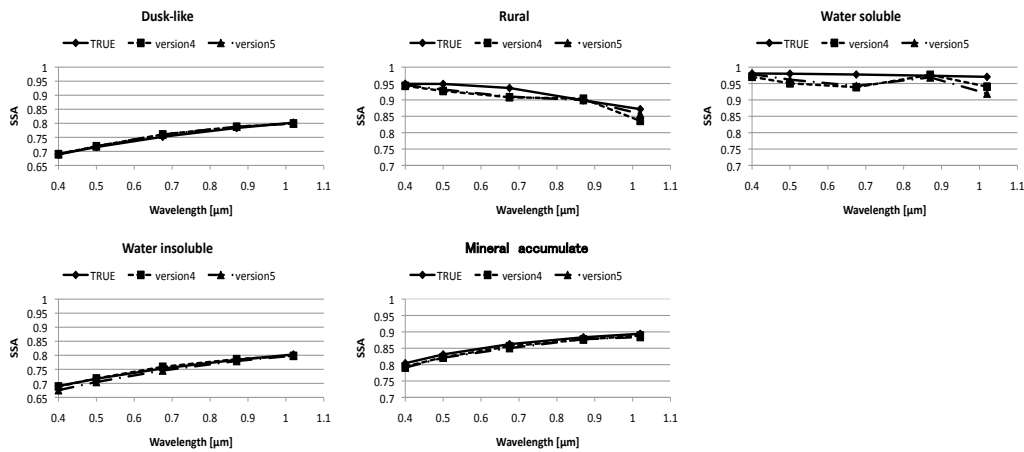 Dusk-like
TRUE version4 version5
1
0.95
0.9
0.85
0.8
0.75
0.7
0.65
SSA
0.4 0.5 0.6 0.7 0.8 0.9 1 1.1
Wavelength [µm]
Rural
TRUE version4 version5
1
0.95
0.9
0.85
0.8
0.75
0.7
SSA
0.4 0.5 0.6 0.7 0.8 0.9 1 1.1
Wavelength [µm]
Water soluble
TRUE version4 version5
1
0.95
0.9
0.85
0.8
0.75
0.7
SSA
0.4 0.5 0.6 0.7 0.8 0.9 1 1.1
Wavelength [µm]
Water insoluble
TRUE version4 version5
1
0.95
0.9
0.85
0.8
0.75
0.7
0.65
SSA
0.4 0.5 0.6 0.7 0.8 0.9 1 1.1
Wavelength [µm]
Mineral accumulate
TRUE version4 version5
1
0.95
0.9
0.85
0.8
0.75
0.7
SSA
0.4 0.5 0.6 0.7 0.8 0.9 1 1.1
Wavelength [µm]